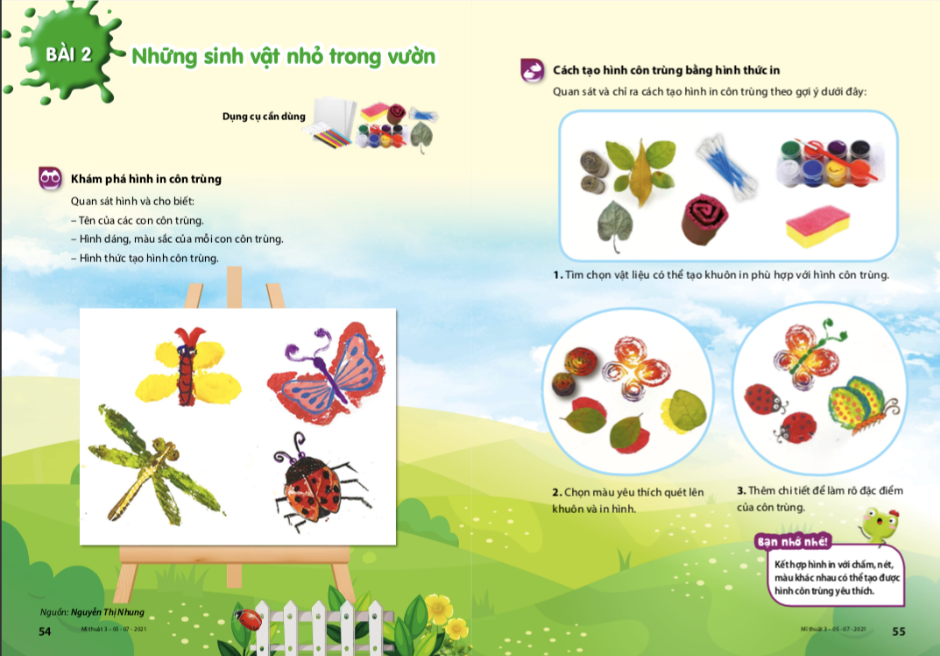 BÀI 2
Những sinh vật nhỏ trong vườn
Dụng cụ cần dùng
Khám phá hình in côn trùng
Quan sát hình và cho biết:
– Tên của các con côn trùng.
– Hình dáng, màu sắc của mỗi con côn trùng.
– Hình thức tạo hình côn trùng.
Nguồn: Nguyễn Thị Nhung
54
Mĩ thuật 3 – 05 - 07 - 2021
Cách tạo hình côn trùng bằng hình thức in
Quan sát và chỉ ra cách tạo hình in côn trùng theo gợi ý dưới đây:
1. Tìm chọn vật liệu có thể tạo khuôn in phù hợp với hình côn trùng.
2. Chọn màu yêu thích quét lên
khuôn và in hình.
3. Thêm chi tiết để làm rõ đặc điểm
của côn trùng.
Bạn nhớ nhé!
Kết hợp hình in với chấm, nét,
màu khác nhau có thể tạo được
hình côn trùng yêu thích.
Mĩ thuật 3 – 05 - 07 - 2021
55